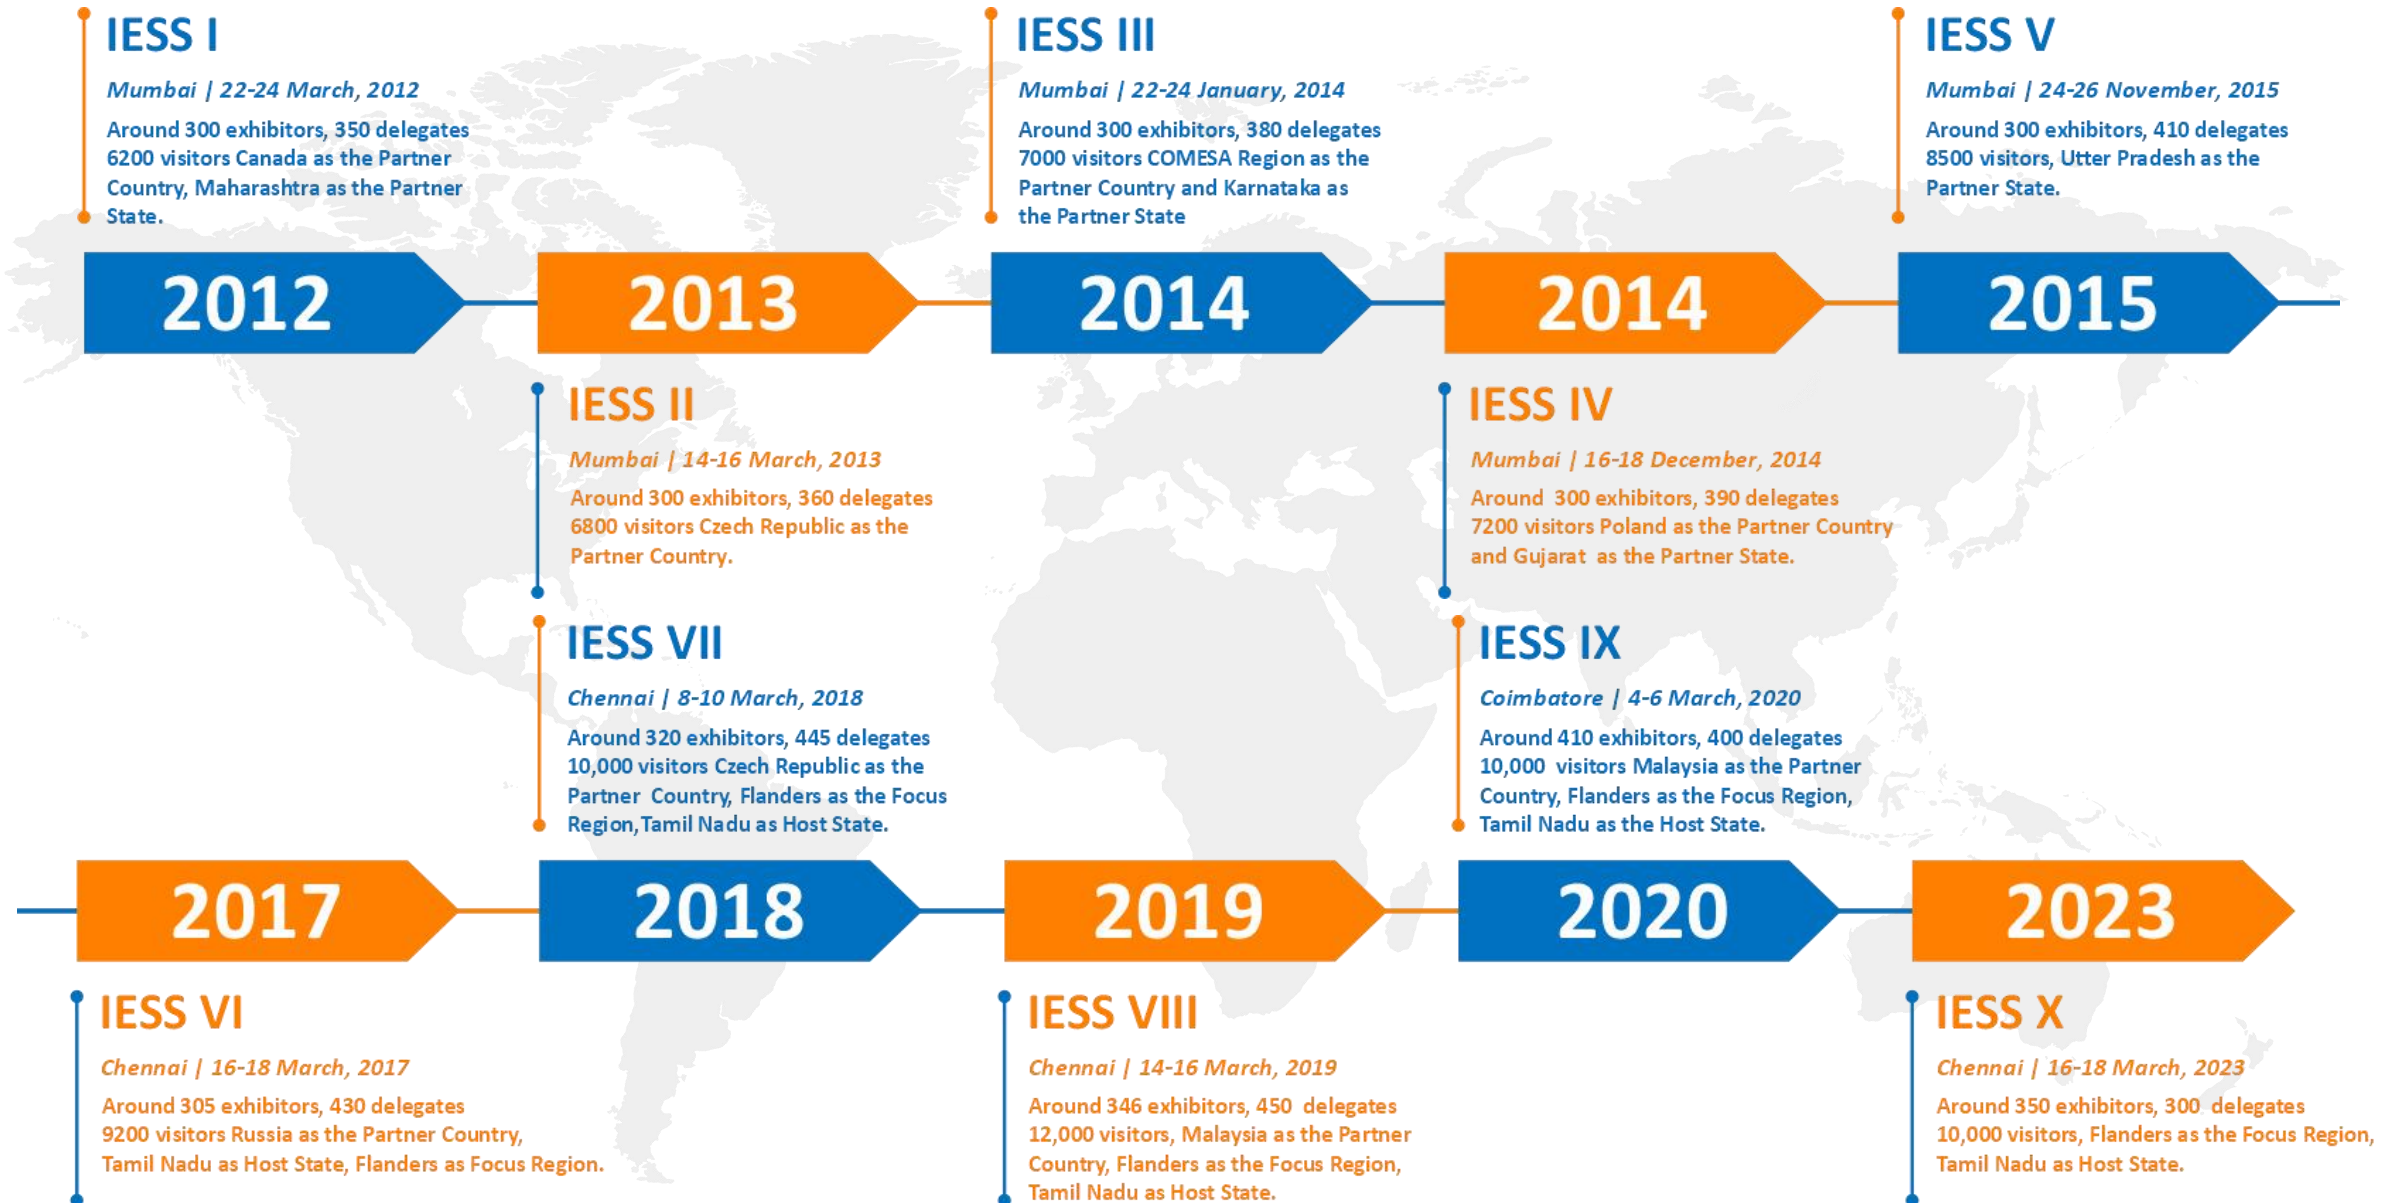 IESS I
Mumbai | 22-24 March, 2012
Around 300 exhibitors, 350 delegates
6200 visitors Canada as the Partner
Country, Maharashtra as the Partner
State.
IESS III
Mumbai | 22-24 January, 2014
Around 300 exhibitors, 380 delegates
7000 visitors COMESA Region as the
Partner Country and Karnataka as
the Partner State
IESS V
Mumbai | 24-26 November, 2015
Around 300 exhibitors, 410 delegates
8500 visitors, Utter Pradesh as the
Partner State.
2012
2013
2014
2014
2015
IESS II
Mumbai | 14-16 March, 2013
Around 300 exhibitors, 360 delegates
6800 visitors Czech Republic as the
Partner Country.
IESS IV
Mumbai | 16-18 December, 2014
Around 300 exhibitors, 390 delegates
7200 visitors Poland as the Partner Country
and Gujarat as the Partner State.
IESS VII
Chennai | 8-10 March, 2018
Around 320 exhibitors, 445 delegates
10,000 visitors Czech Republic as the
Partner Country, Flanders as the Focus
Region, Tamil Nadu as Host State.
IESS IX
Coimbatore | 4-6 March, 2020
Around 410 exhibitors, 400 delegates
10,000 visitors Malaysia as the Partner
Country, Flanders as the Focus Region,
Tamil Nadu as the Host State.
2017
2018
2019
2020
2023
IESS VI
Chennai | 16-18 March, 2017
Around 305 exhibitors, 430 delegates
9200 visitors Russia as the Partner Country,
Tamil Nadu as Host State, Flanders as Focus Region.
IESS VIII
Chennai | 14-16 March, 2019
Around 346 exhibitors, 450 delegates
12,000 visitors, Malaysia as the Partner
Country, Flanders as the Focus Region,
Tamil Nadu as Host State.
IESS X
Chennai | 16-18 March, 2023
Around 350 exhibitors, 300 delegates
10,000 visitors, Flanders as the Focus Region,
Tamil Nadu as Host State.